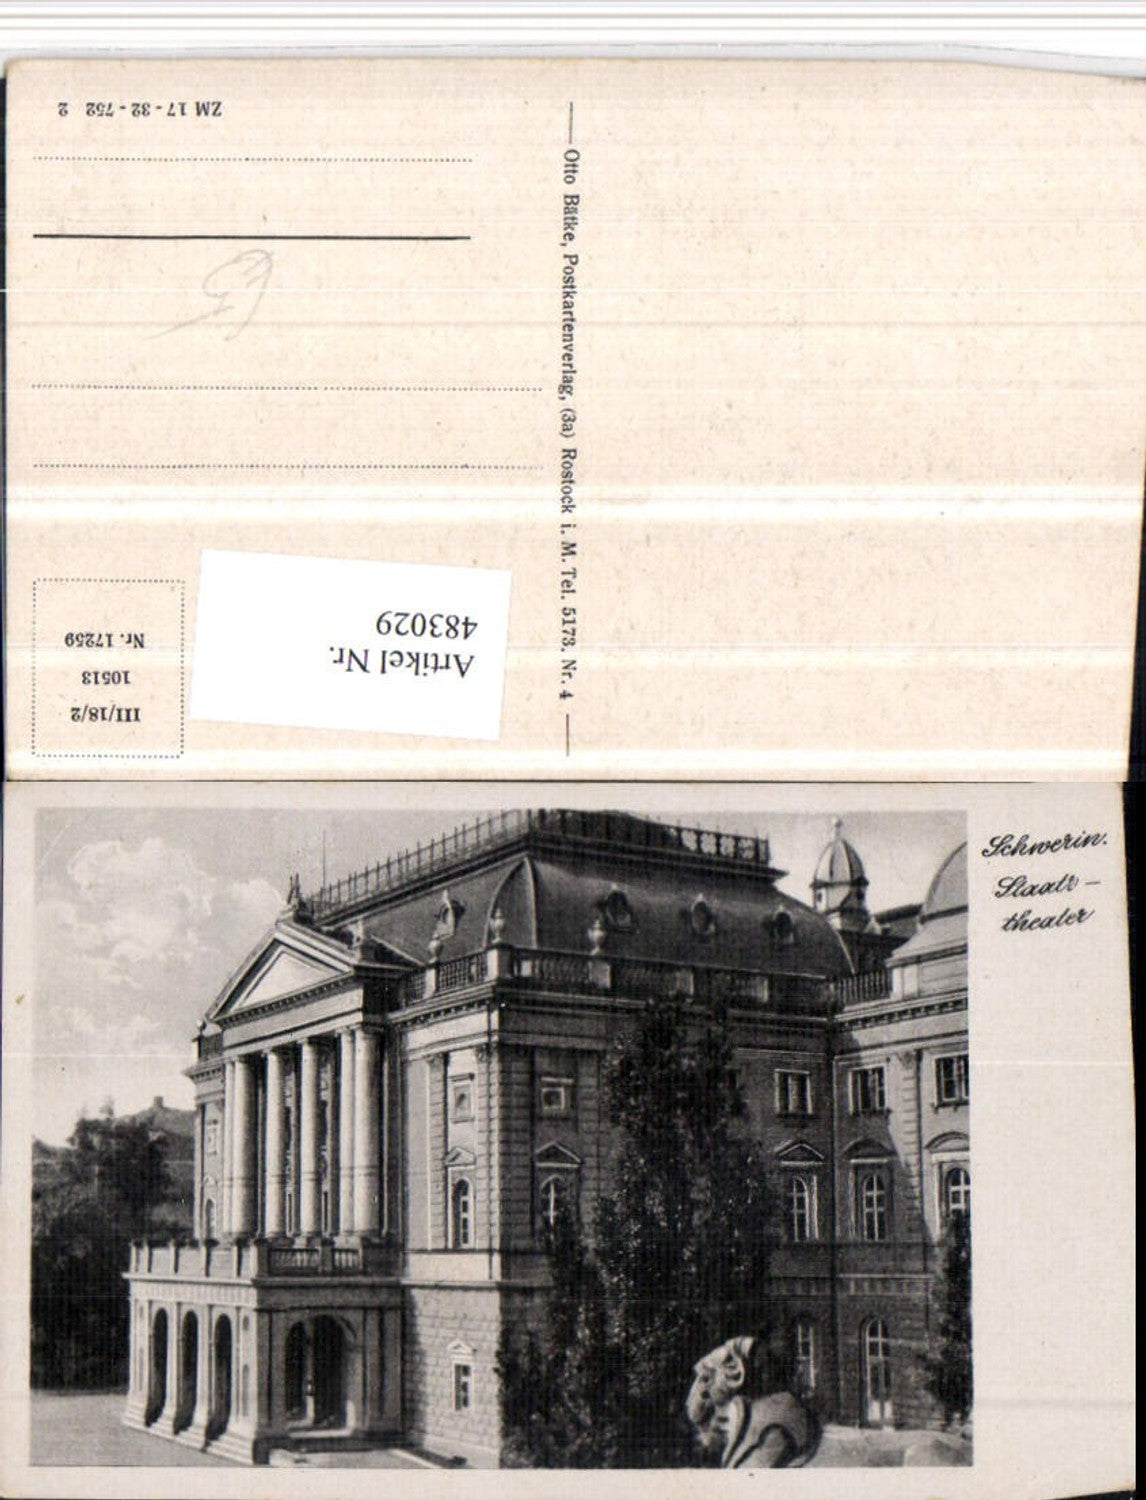 ZM 17 - 32 - 752 2
Otto Bätke, Postkartenverlag, (3a) Rostock i. M. Tel. 5173. Nr. 4
Artikel Nr.
483029
III/18/2
10513
Nr. 17259
Schwerin.
Staats-
theater